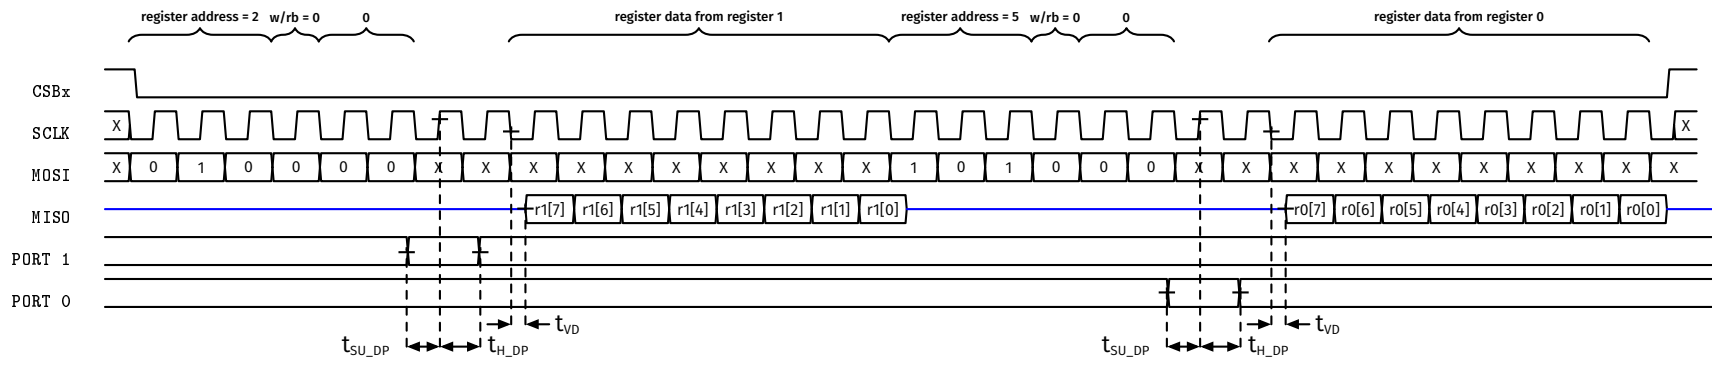 register address = 2 w/rb = 0 0 register data from register 1 register address = 5 w/rb = 0 0 register data from register 0
CSBx
SCLK X X
MOSI X 0 1 0 0 0 0 X X X X X X X X X X 1 0 1 0 0 0 X X X X X X X X X X X
MISO r1[7] r1[6] r1[5] r1[4] r1[3] r1[2] r1[1] r1[0] r0[7] r0[6] r0[5] r0[4] r0[3] r0[2] r0[1] r0[0]
PORT 1
PORT 0
tVD tVD
tSU_DP tH_DP tSU_DP tH_DP